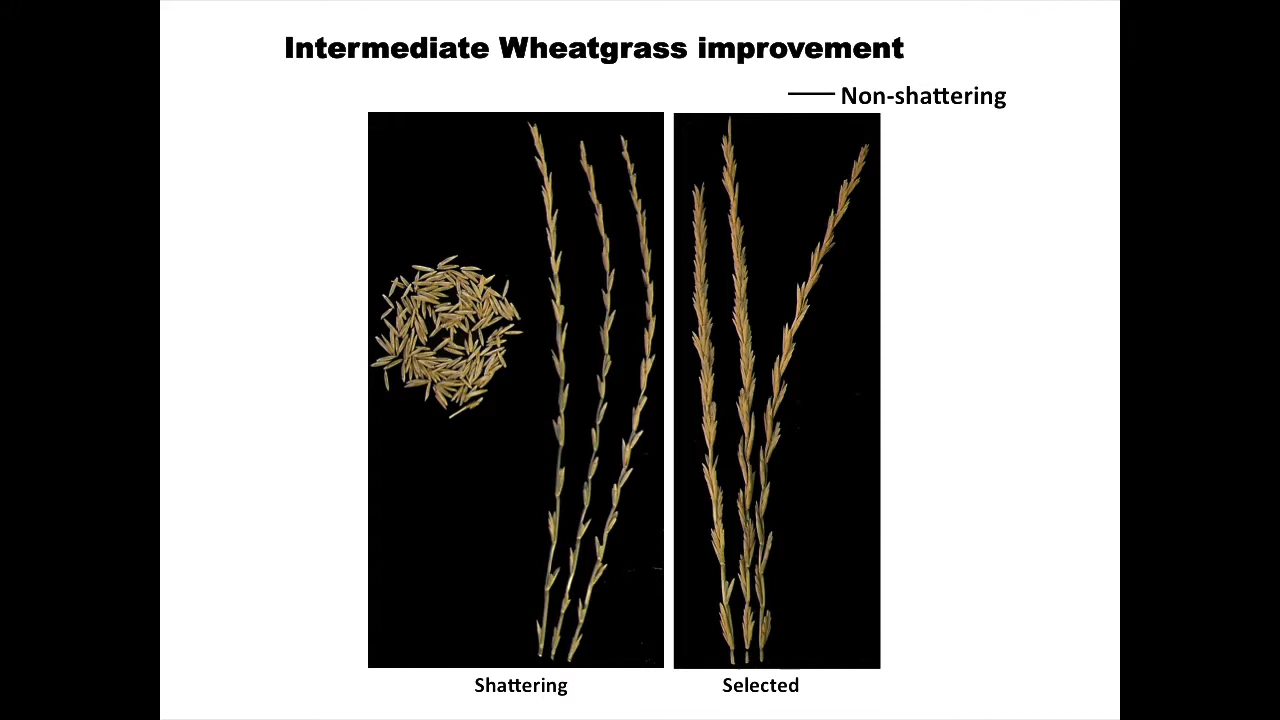 Intermediate Wheatgrass improvement
Non-shattering
Shattering
Selected